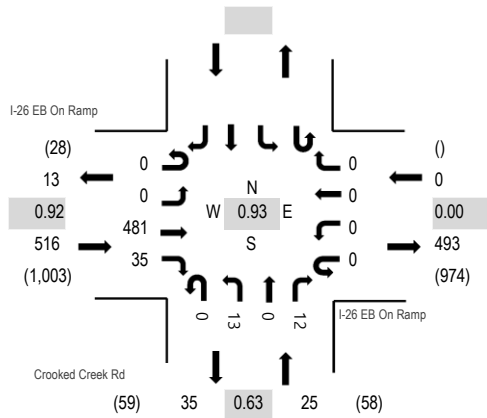 I-26 EB On Ramp
(28)
13
0.92
516
(1,003)
0
0
481
35
N
W 0.93 E
S
0
0
0
0
()
0
0.00
493
(974)
0 13 0 12
I-26 EB On Ramp
Crooked Creek Rd
(59) 35 0.63 25 (58)